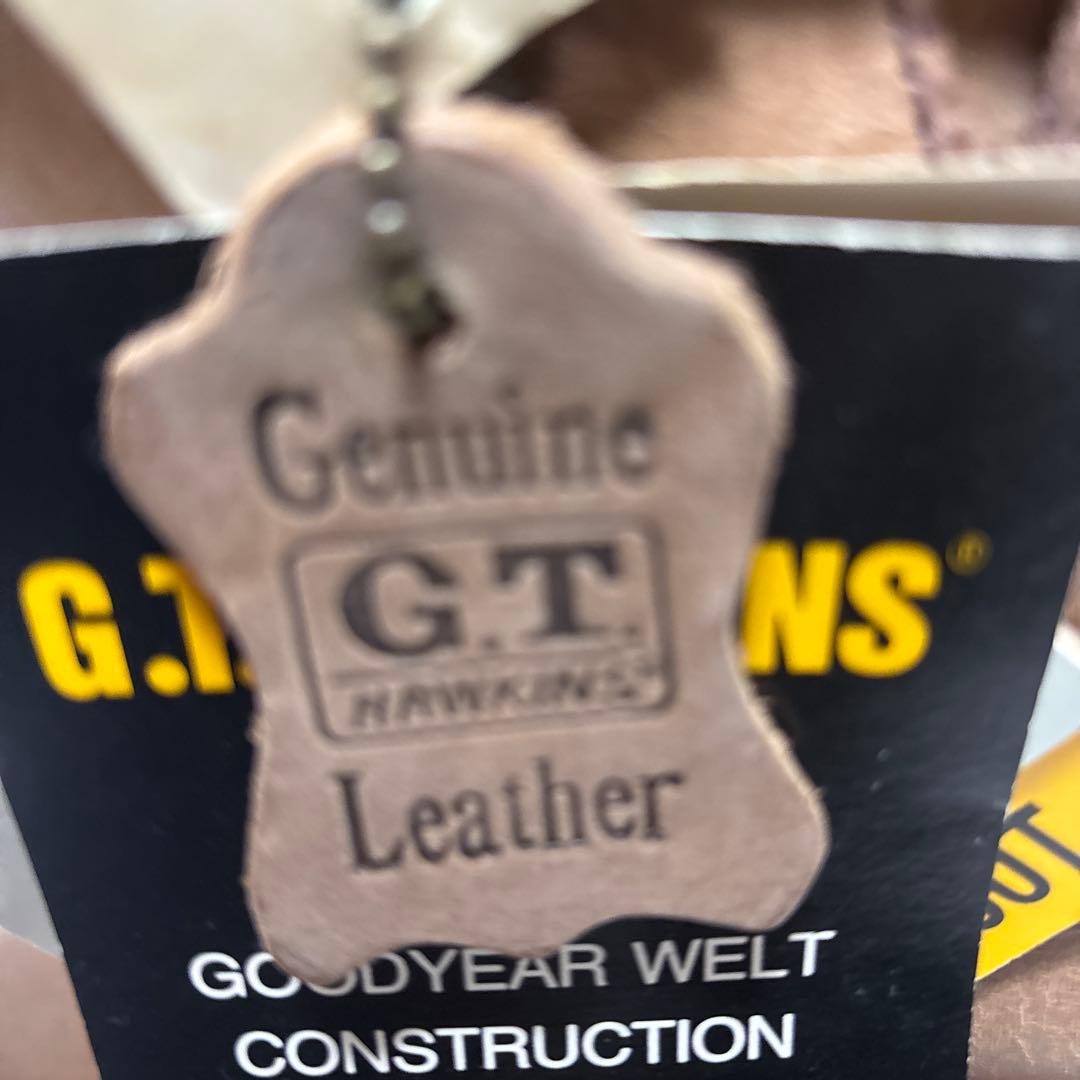 Genuine
G.T.
HAWKINS
Leather
G.T. NS®
GOODYEAR WELT
CONSTRUCTION